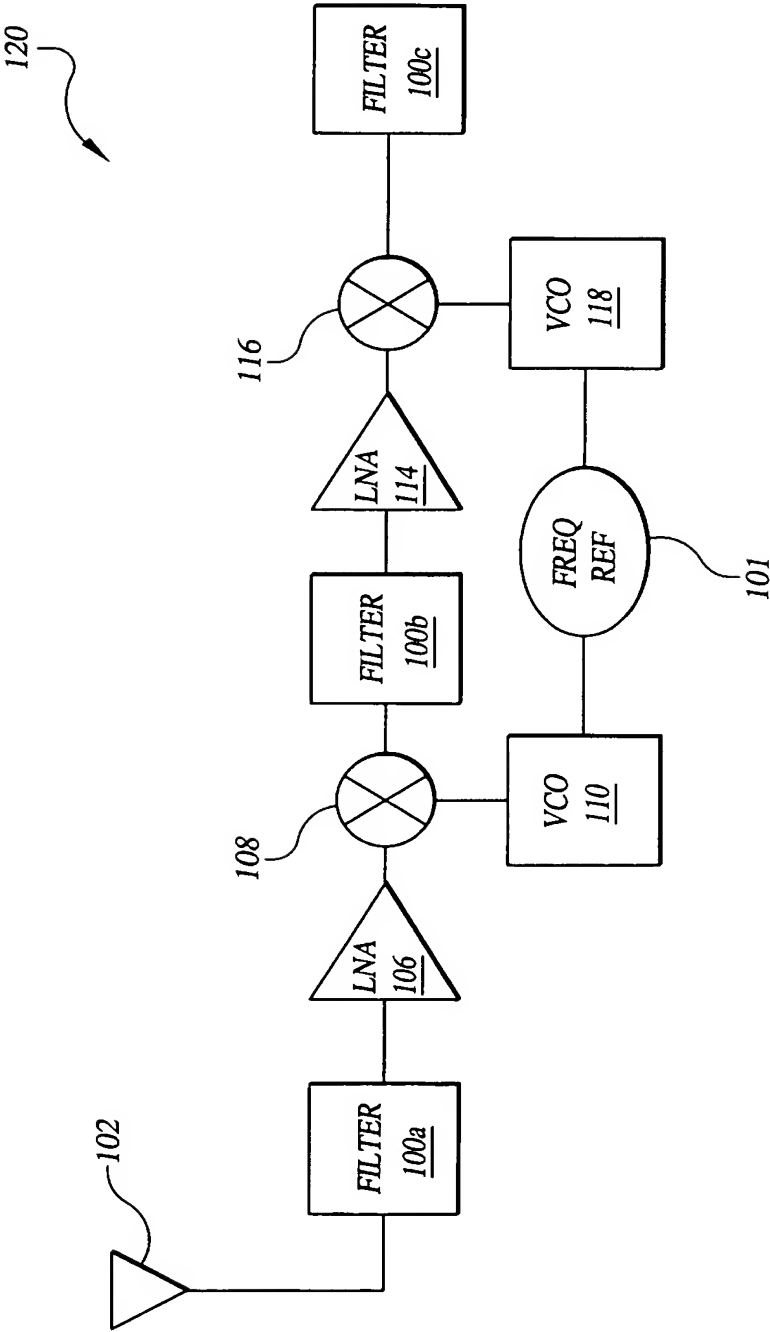 120
102
FILTER
100a
LNA
106
108
VCO
110
FILTER
100b
FREQ
REF
101
LNA
114
116
VCO
118
FILTER
100c